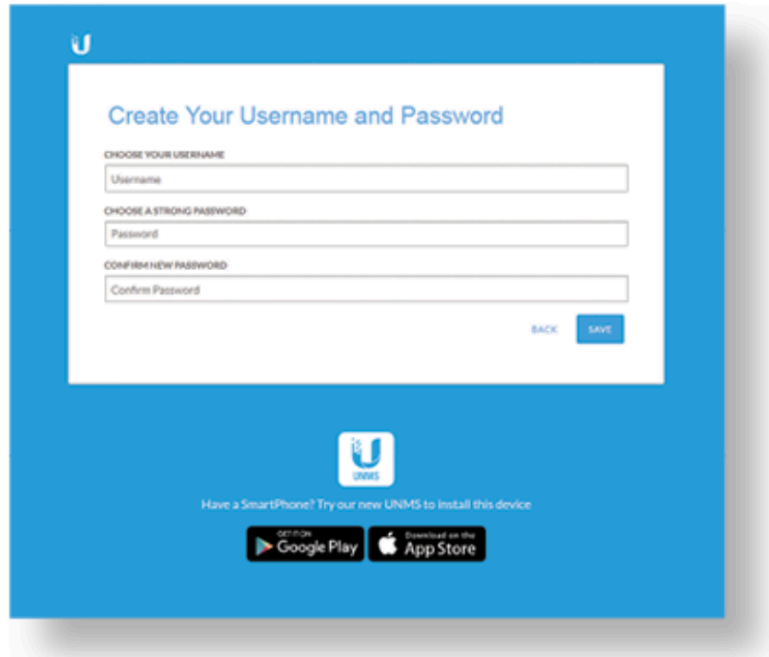 U
Create Your Username and Password
CHOOSE YOUR USERNAME
Username
CHOOSE A STRONG PASSWORD
Password
CONFIRM NEW PASSWORD
Confirm Password
BACK SAVE
U
UNMS
Have a SmartPhone? Try our new UNMS to install this device
GET IT ON
Google Play
Download on the
App Store